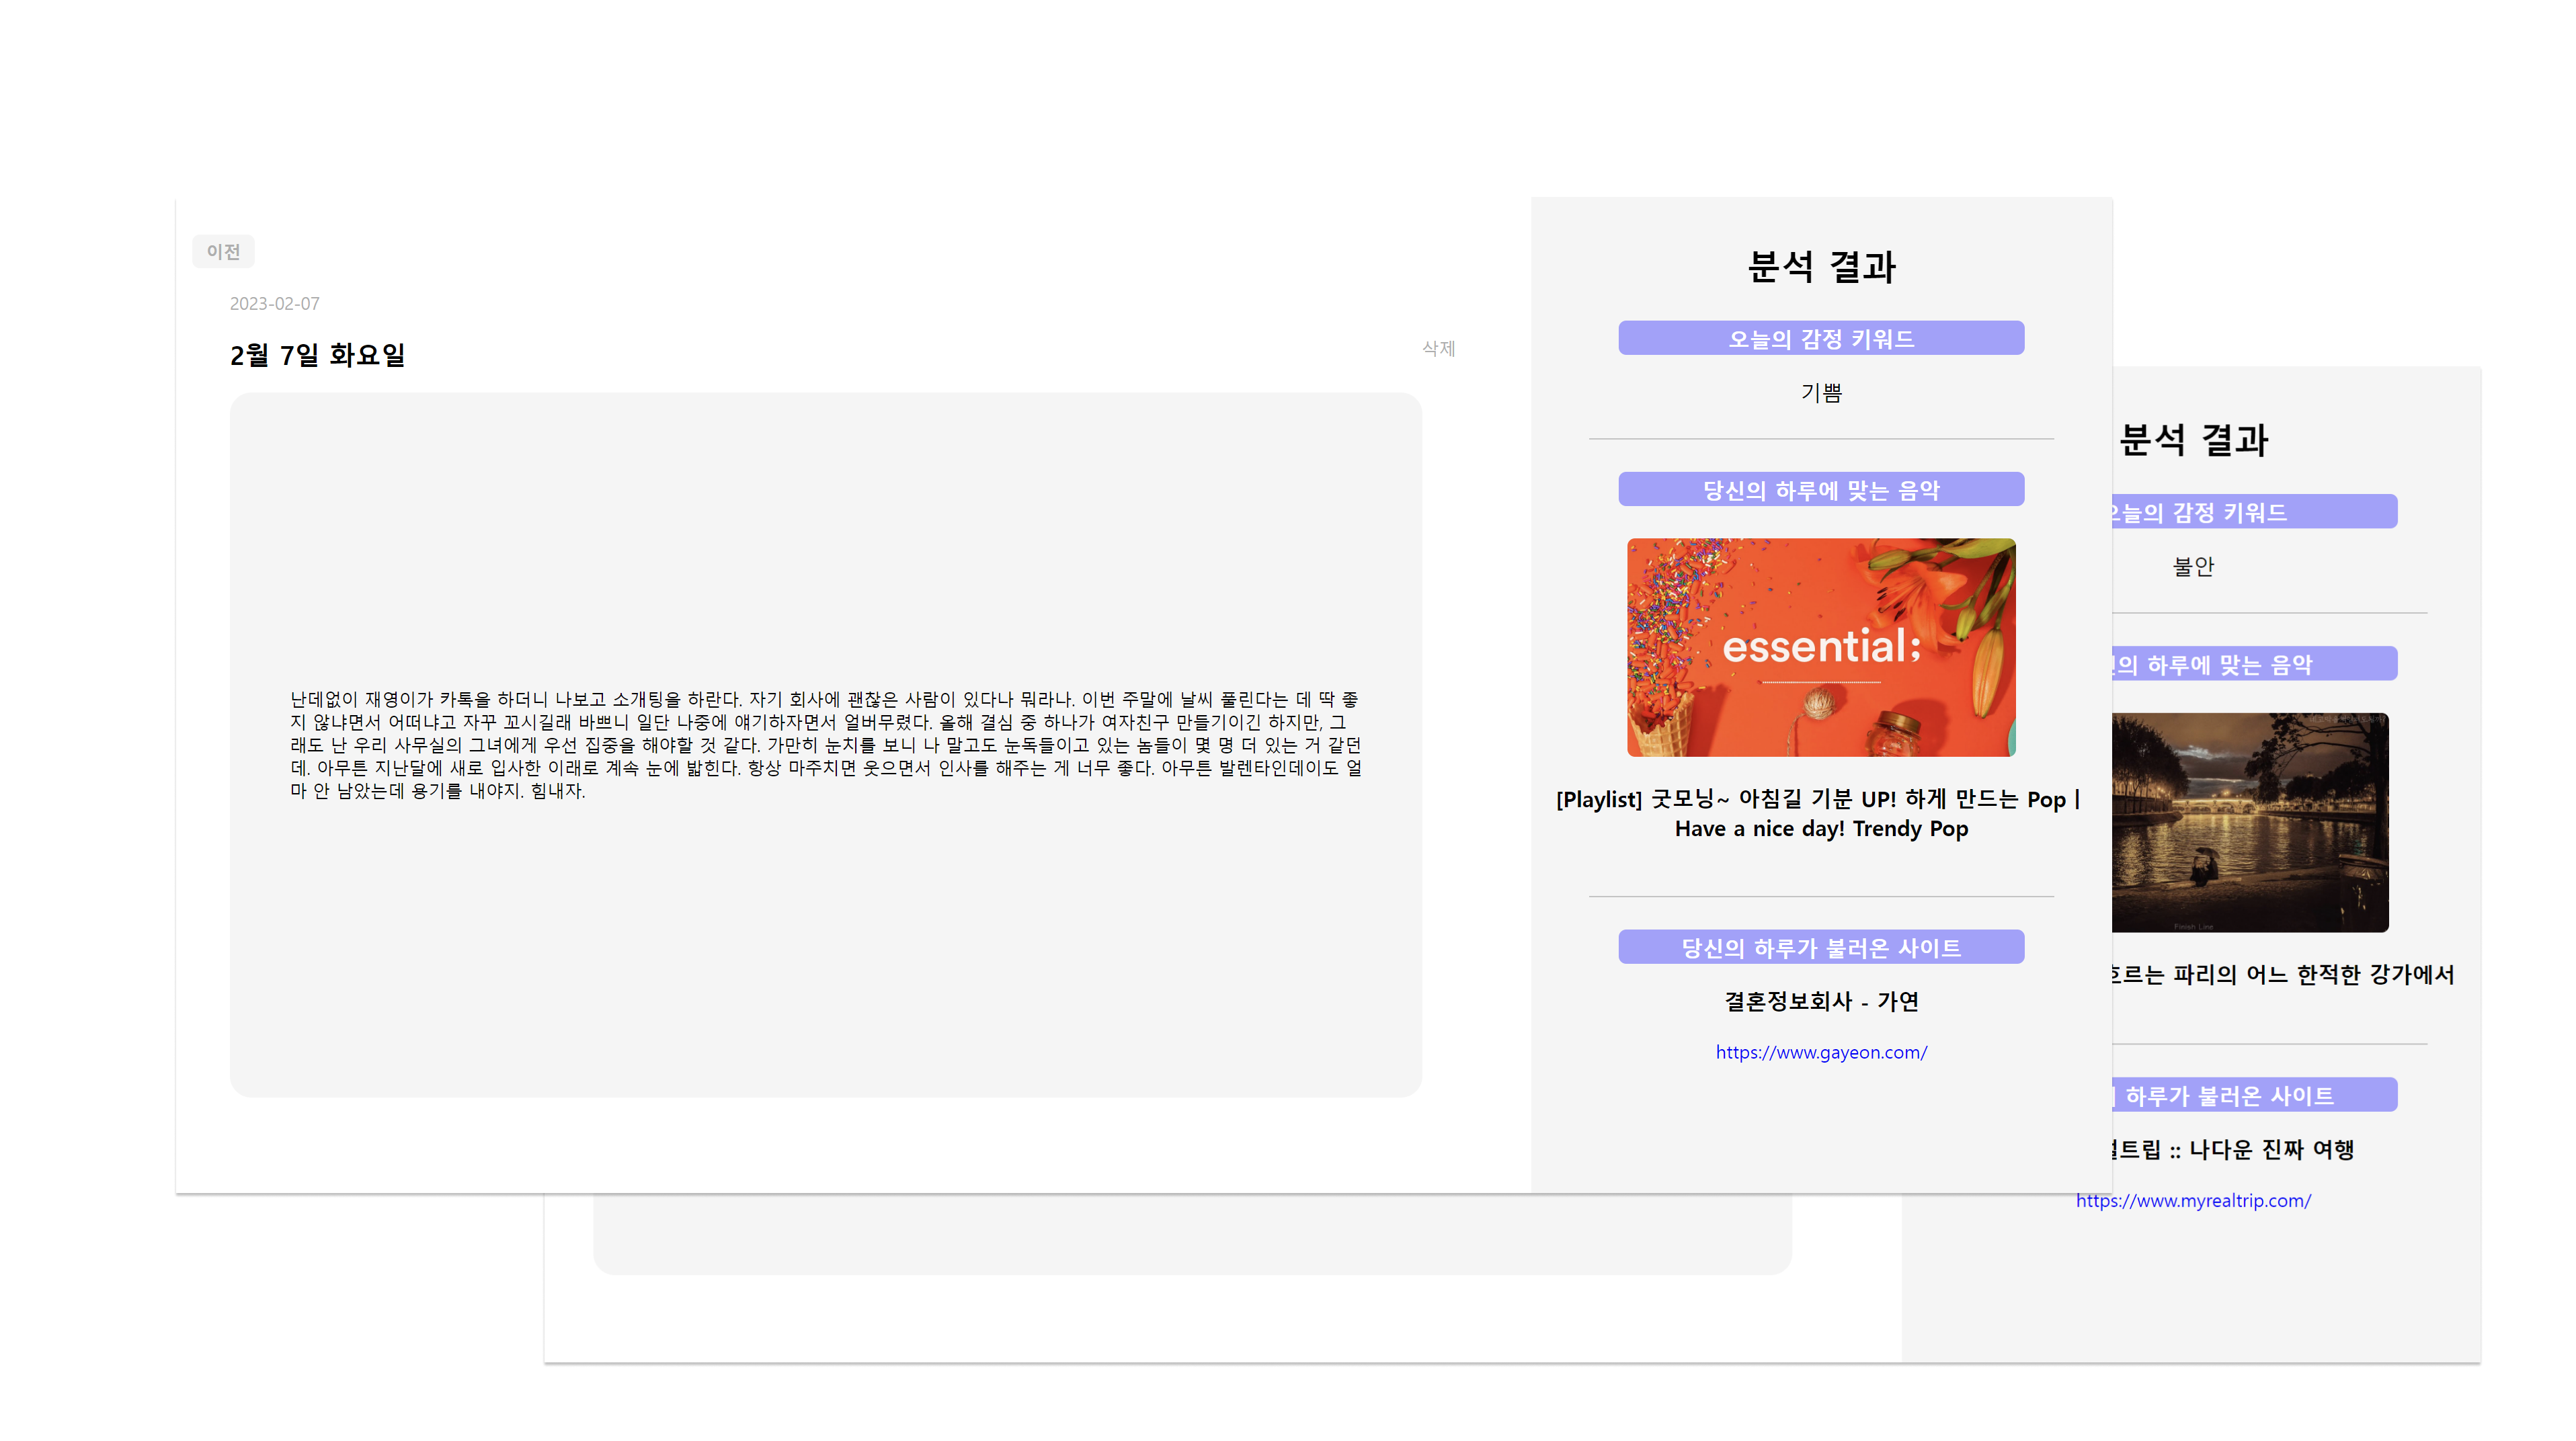 이전
2023-02-07
2월 7일 화요일
삭제
난데없이 재영이가 카톡을 하더니 나보고 소개팅을 하란다. 자기 회사에 괜찮은 사람이 있다나 뭐라나. 이번 주말에 날씨 풀린다는 데 딱 좋
지 않냐면서 어떠냐고 자꾸 꼬시길래 바쁘니 일단 나중에 얘기하자면서 얼버무렸다. 올해 결심 중 하나가 여자친구 만들기이긴 하지만, 그
래도 난 우리 사무실의 그녀에게 우선 집중을 해야할 것 같다. 가만히 눈치를 보니 나 말고도 눈독들이고 있는 놈들이 몇 명 더 있는 거 같던
데. 아무튼 지난달에 새로 입사한 이래로 계속 눈에 밟힌다. 항상 마주치면 웃으면서 인사를 해주는 게 너무 좋다. 아무튼 발렌타인데이도 얼
마 안 남았는데 용기를 내야지. 힘내자.
분석 결과
오늘의 감정 키워드
기쁨
당신의 하루에 맞는 음악
essential;
[Playlist] 굿모닝~ 아침길 기분 UP! 하게 만드는 Pop |
Have a nice day! Trendy Pop
당신의 하루가 불러온 사이트
결혼정보회사 - 가연
https://www.gayeon.com/
분석 결과
오늘의 감정 키워드
불안
하루에 맞는 음악
Finish Line
흐르는 파리의 어느 한적한 강가에서
하루가 불러온 사이트
트립 :: 나다운 진짜 여행
https://www.myrealtrip.com/